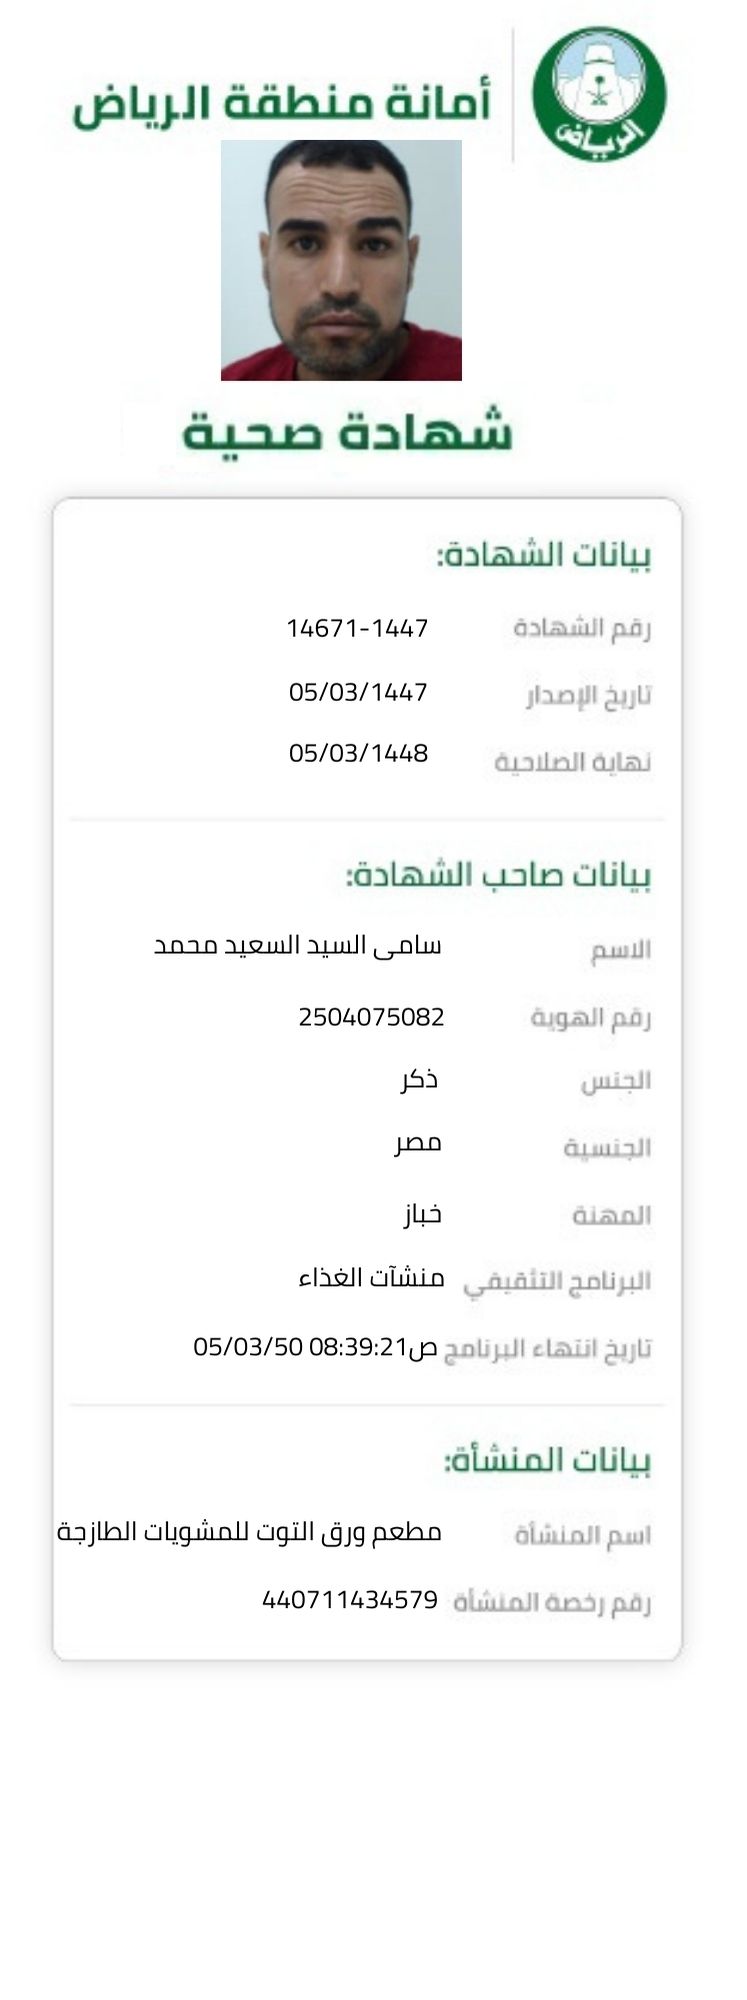 أمانة منطقة الرياض
الرياض
شهادة صحية
بيانات الشهادة:
رقم الشهادة 14671-1447
تاريخ الإصدار 05/03/1447
نهاية الصلاحية 05/03/1448
بيانات صاحب الشهادة:
الاسم سامى السيد السعيد محمد
رقم الهوية 2504075082
الجنس ذكر
الجنسية مصر
المهنة خباز
البرنامج التثقيفي منشآت الغذاء
تاريخ انتهاء البرنامج ص08:39:21 05/03/50
بيانات المنشأة:
اسم المنشأة مطعم ورق التوت للمشويات الطازجة
رقم رخصة المنشأة 440711434579